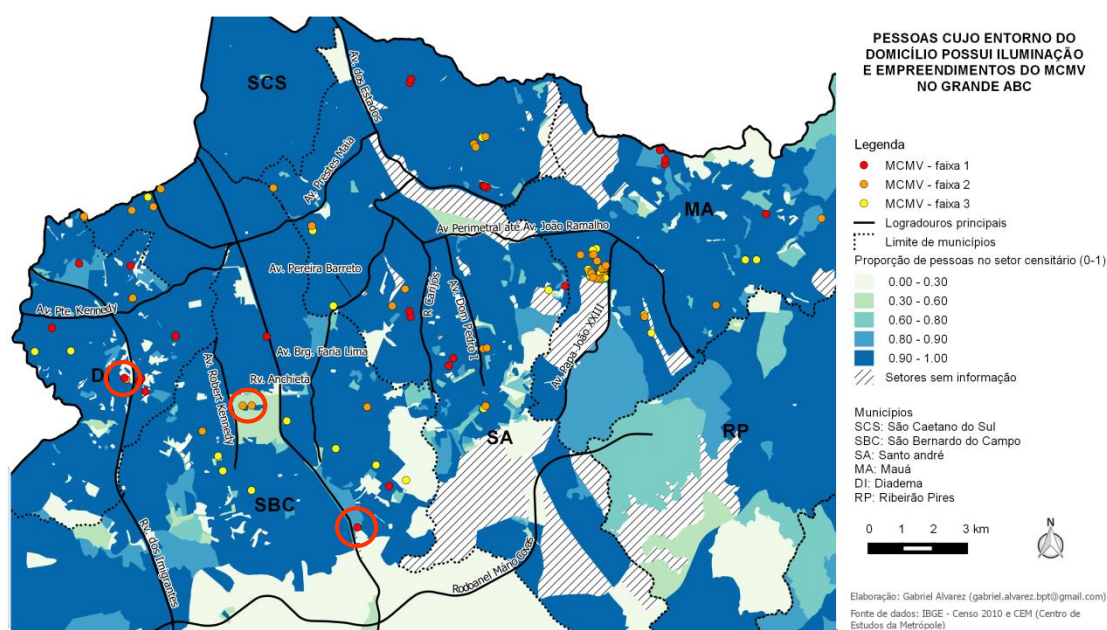 PESSOAS CUJO ENTORNO DO
DOMICÍLIO POSSUI ILUMINAÇÃO
E EMPREENDIMENTOS DO MCMV
NO GRANDE ABC
Legenda
MCMV - faixa 1
MCMV - faixa 2
MCMV - faixa 3
Logradouros principais
Limite de municípios
Proporção de pessoas no setor censitário (0-1)
0.00 - 0.30
0.30 - 0.60
0.60 - 0.80
0.80 - 0.90
0.90 - 1.00
Setores sem informação
Municípios
SCS: São Caetano do Sul
SBC: São Bernardo do Campo
SA: Santo andré
MA: Mauá
DI: Diadema
RP: Ribeirão Pires
0 1 2 3 km
N
Elaboração: Gabriel Alvarez (gabriel.alvarez.bpt@gmail.com)
Fonte de dados: IBGE - Censo 2010 e CEM (Centro de
Estudos da Metrópole)
SCS
Av. dos Estados
Av. Prestes Maia
MA
Av Perimetral até Av. João Ramalho
Av. Pereira Barreto
R Carijós
Av. Dom Pedro I
Av. Papa João XXIII
Av. Pte. Kennedy
Av. Brg. Faria Lima
Av. Robert Kennedy
Rv. Anchieta
D
SA
RP
SBC
Rv. dos Imigrantes
Rodoanel Mário Covas